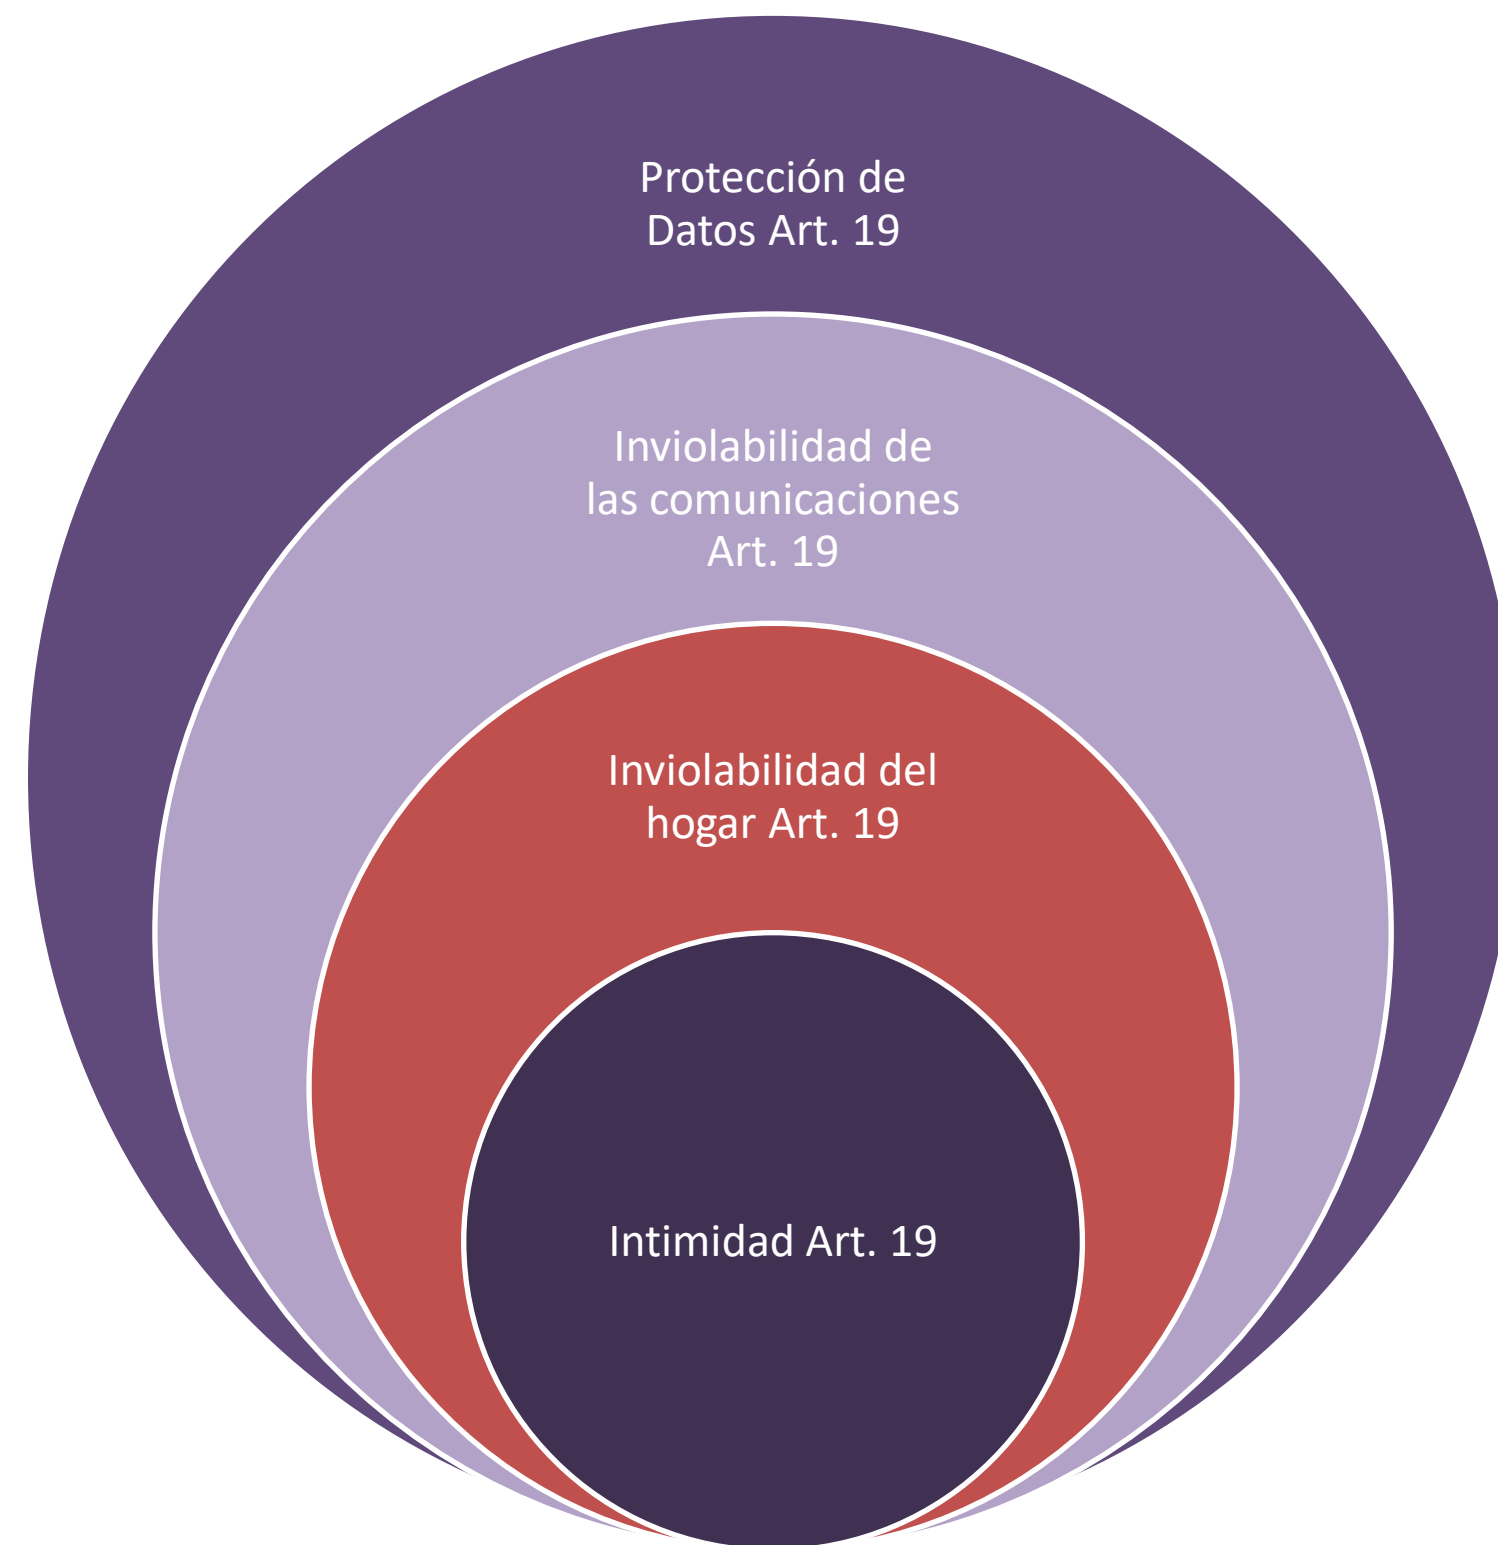 Protección de
Datos Art. 19
Inviolabilidad de
las comunicaciones
Art. 19
Inviolabilidad del
hogar Art. 19
Intimidad Art. 19